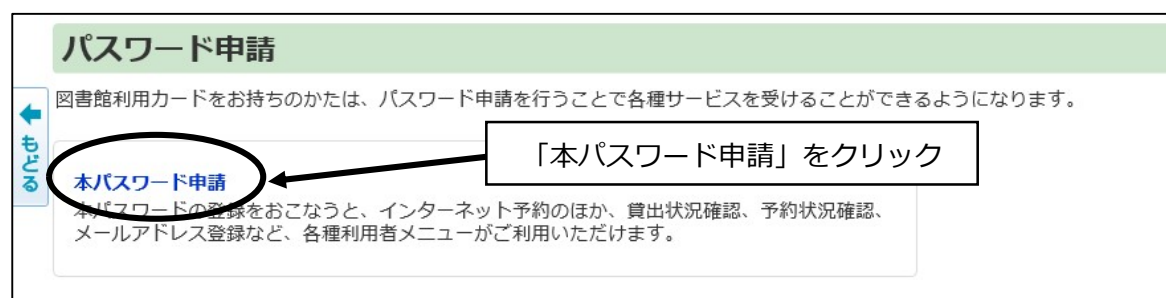 パスワード申請
図書館利用カードをお持ちのかたは、パスワード申請を行うことで各種サービスを受けることができるようになります。
もどる
「本パスワード申請」をクリック
本パスワード申請
本パスワードの登録をおこなうと、インターネット予約のほか、貸出状況確認、予約状況確認、
メールアドレス登録など、各種利用者メニューがご利用いただけます。